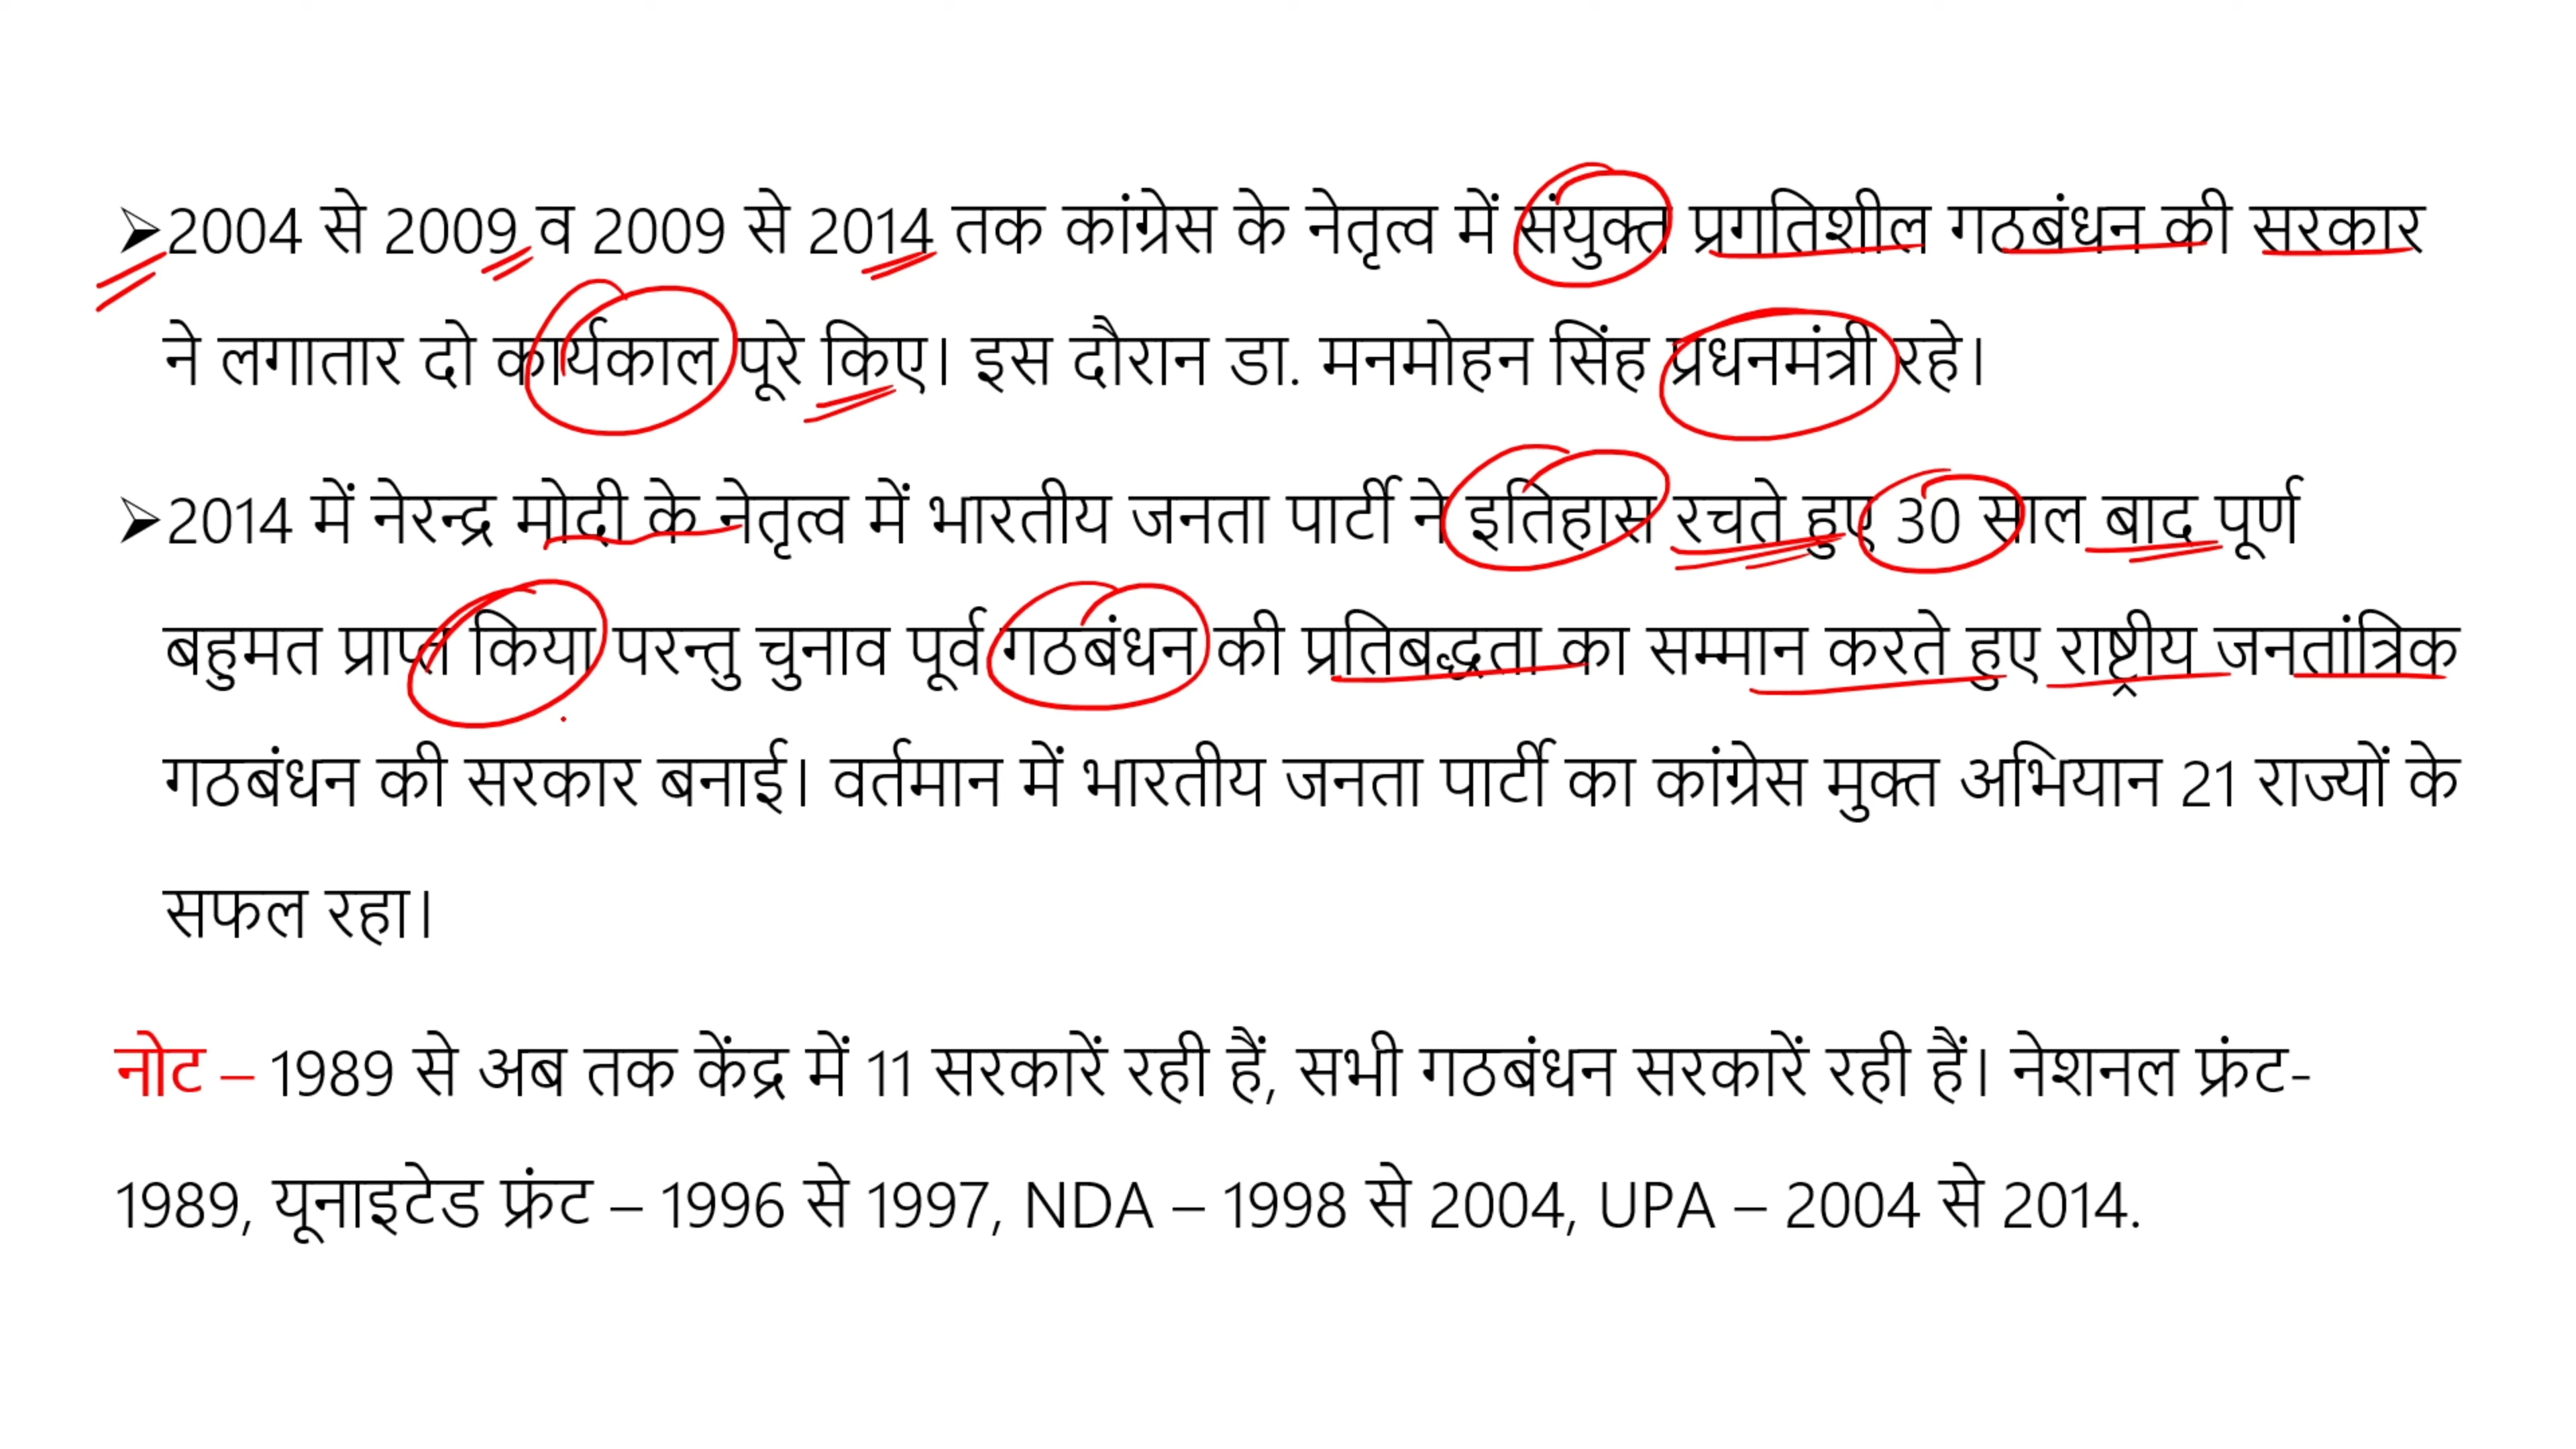 ➢2004 से 2009 व 2009 से 2014 तक कांग्रेस के नेतृत्व में संयुक्त प्रगतिशील गठबंधन की सरकार
ने लगातार दो कार्यकाल पूरे किए। इस दौरान डा. मनमोहन सिंह प्रधनमंत्री रहे।
➢2014 में नेरन्द्र मोदी के नेतृत्व में भारतीय जनता पार्टी ने इतिहास रचते हुए 30 साल बाद पूर्ण
बहुमत प्राप्त किया परन्तु चुनाव पूर्व गठबंधन की प्रतिबद्धता का सम्मान करते हुए राष्ट्रीय जनतांत्रिक
गठबंधन की सरकार बनाई। वर्तमान में भारतीय जनता पार्टी का कांग्रेस मुक्त अभियान 21 राज्यों के
सफल रहा।
नोट – 1989 से अब तक केंद्र में 11 सरकारें रही हैं, सभी गठबंधन सरकारें रही हैं। नेशनल फ्रंट-
1989, यूनाइटेड फ्रंट – 1996 से 1997, NDA – 1998 से 2004, UPA – 2004 से 2014.